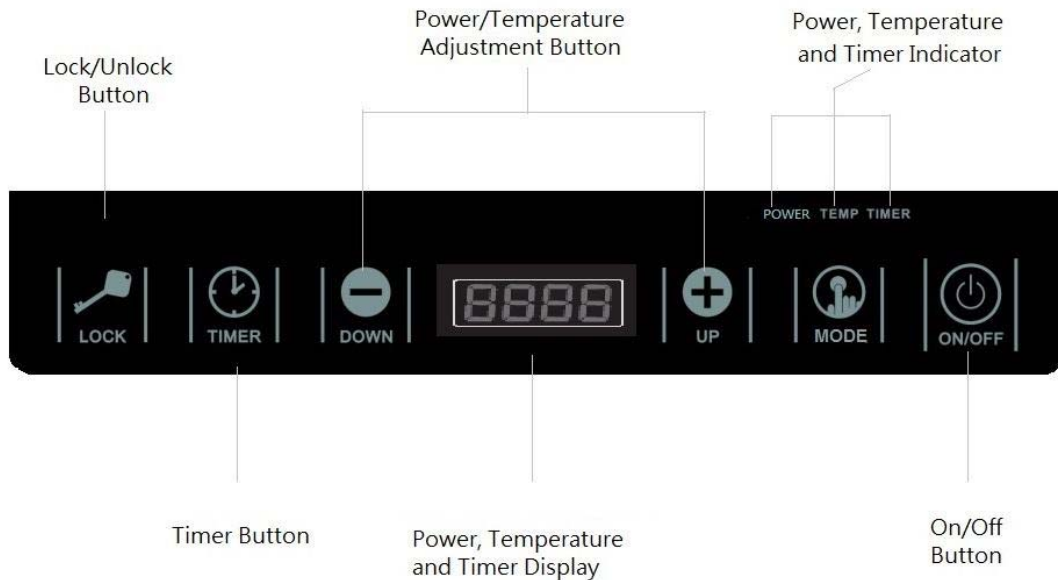 Power/Temperature
Adjustment Button
Power, Temperature
and Timer Indicator
Lock/Unlock
Button
POWER TEMP TIMER
8888
LOCK
TIMER
DOWN
UP
MODE
ON/OFF
Timer Button
Power, Temperature
and Timer Display
On/Off
Button